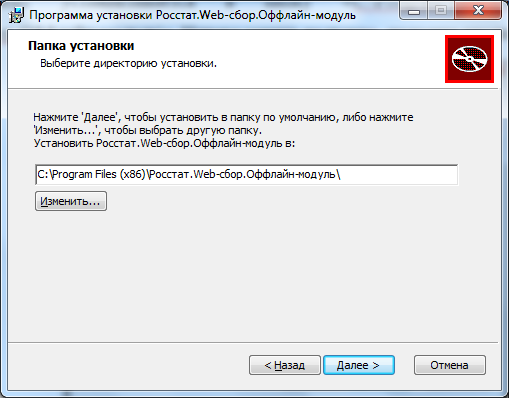 Программа установки Росстат.Web-сбор.Оффлайн-модуль
Папка установки
Выберите директорию установки.
Нажмите 'Далее', чтобы установить в папку по умолчанию, либо нажмите
'Изменить...', чтобы выбрать другую папку.
Установить Росстат.Web-сбор.Оффлайн-модуль в:
C:\Program Files (x86)\Росстат.Web-сбор.Оффлайн-модуль\
Изменить...
< Назад
Далее >
Отмена